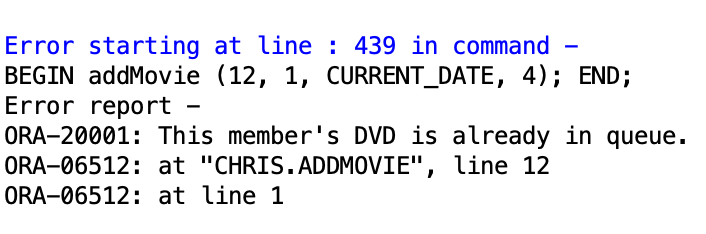 Error starting at line : 439 in command -
BEGIN addMovie (12, 1, CURRENT_DATE, 4); END;
Error report -
ORA-20001: This member's DVD is already in queue.
ORA-06512: at "CHRIS.ADDMOVIE", line 12
ORA-06512: at line 1